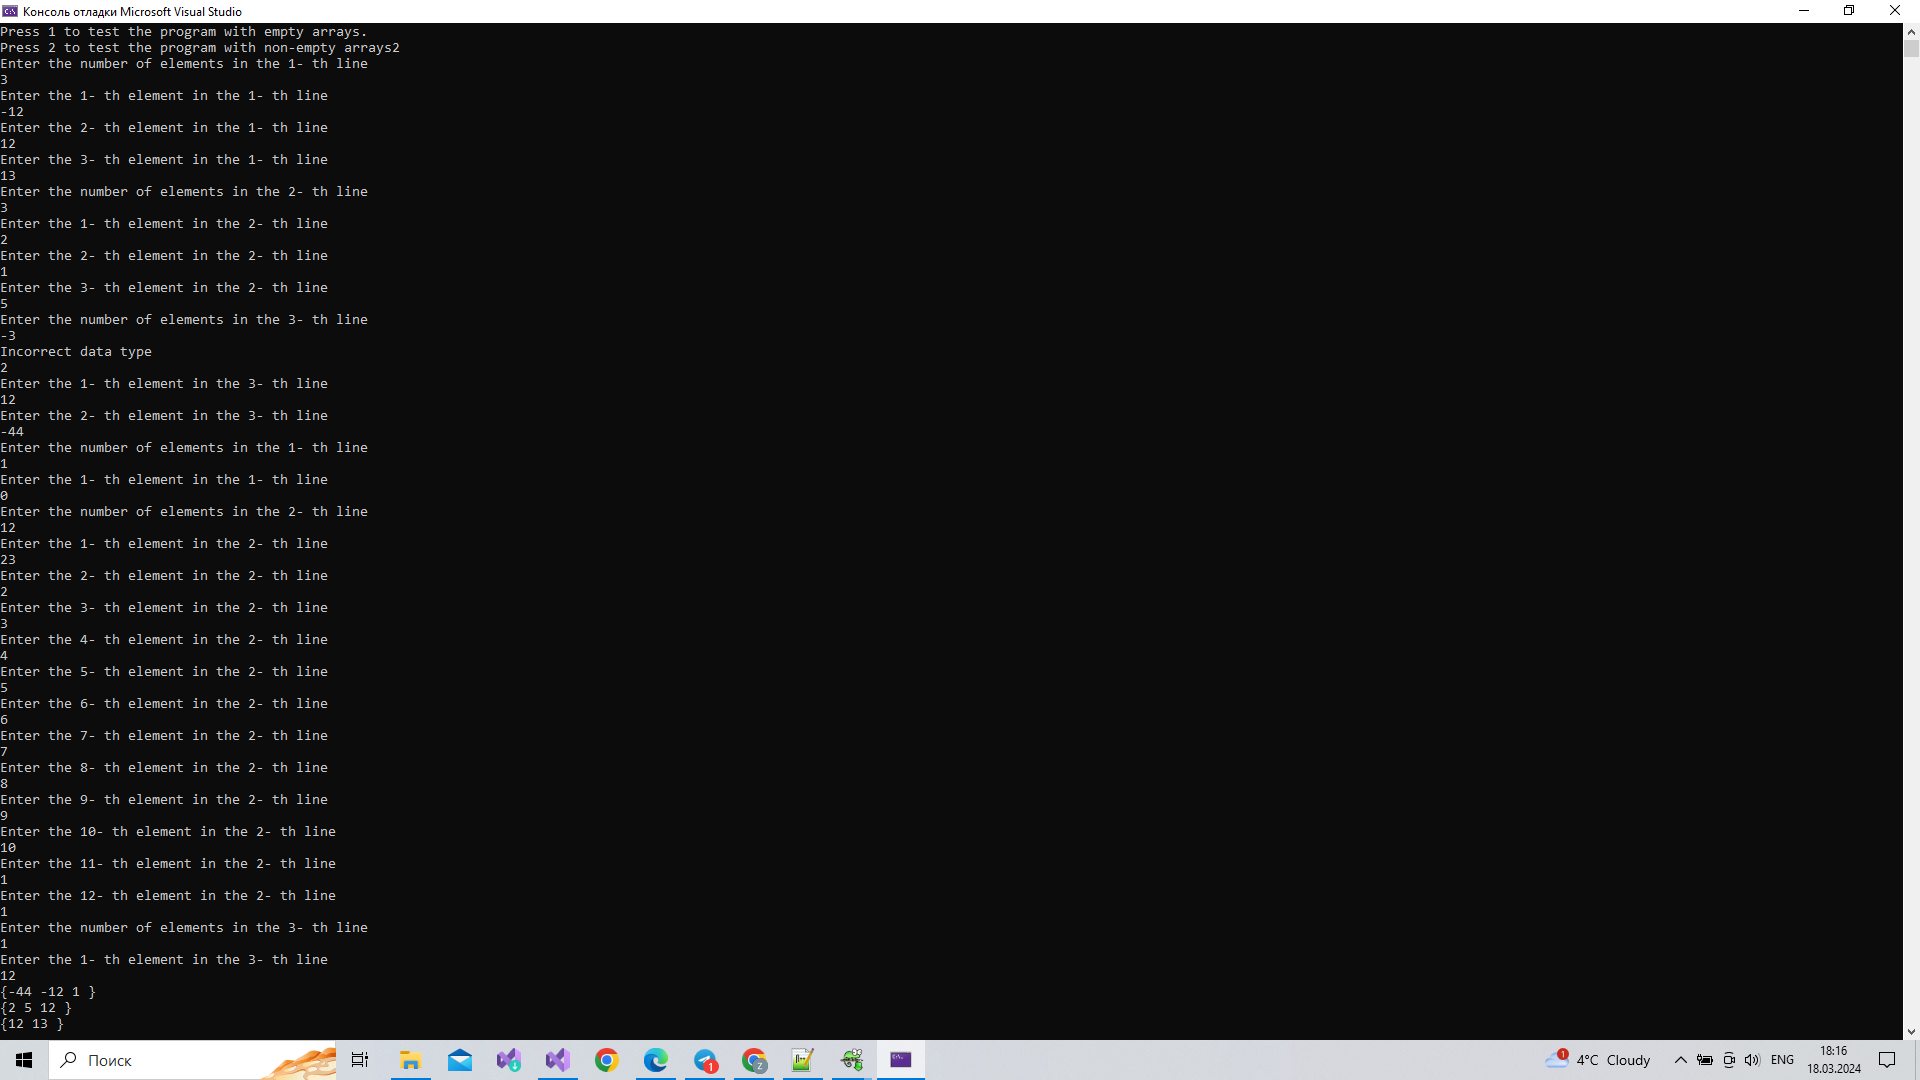 Консоль отладки Microsoft Visual Studio
Press 1 to test the program with empty arrays.
Press 2 to test the program with non-empty arrays2
Enter the number of elements in the 1- th line
3
Enter the 1- th element in the 1- th line
-12
Enter the 2- th element in the 1- th line
12
Enter the 3- th element in the 1- th line
13
Enter the number of elements in the 2- th line
3
Enter the 1- th element in the 2- th line
2
Enter the 2- th element in the 2- th line
1
Enter the 3- th element in the 2- th line
5
Enter the number of elements in the 3- th line
-3
Incorrect data type
2
Enter the 1- th element in the 3- th line
12
Enter the 2- th element in the 3- th line
-44
Enter the number of elements in the 1- th line
1
Enter the 1- th element in the 1- th line
0
Enter the number of elements in the 2- th line
12
Enter the 1- th element in the 2- th line
23
Enter the 2- th element in the 2- th line
2
Enter the 3- th element in the 2- th line
3
Enter the 4- th element in the 2- th line
4
Enter the 5- th element in the 2- th line
5
Enter the 6- th element in the 2- th line
6
Enter the 7- th element in the 2- th line
7
Enter the 8- th element in the 2- th line
8
Enter the 9- th element in the 2- th line
9
Enter the 10- th element in the 2- th line
10
Enter the 11- th element in the 2- th line
1
Enter the 12- th element in the 2- th line
1
Enter the number of elements in the 3- th line
1
Enter the 1- th element in the 3- th line
12
{-44 -12 1 }
{2 5 12 }
{12 13 }
Поиск
1
Z
1
4°C Cloudy
ENG
18:16
18.03.2024